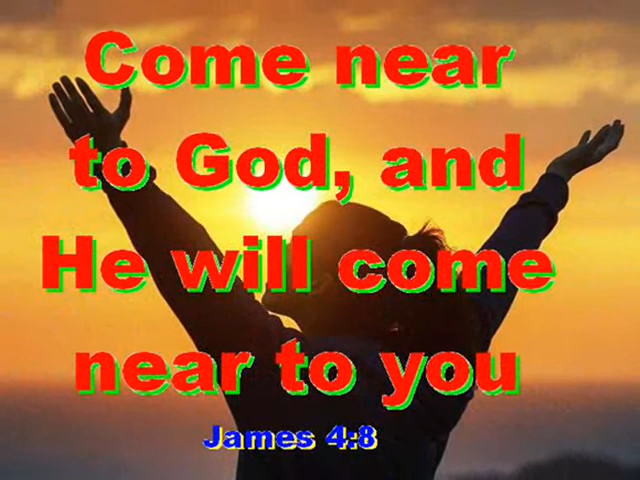 Come near
to God, and
He will come
near to you
James 4:8